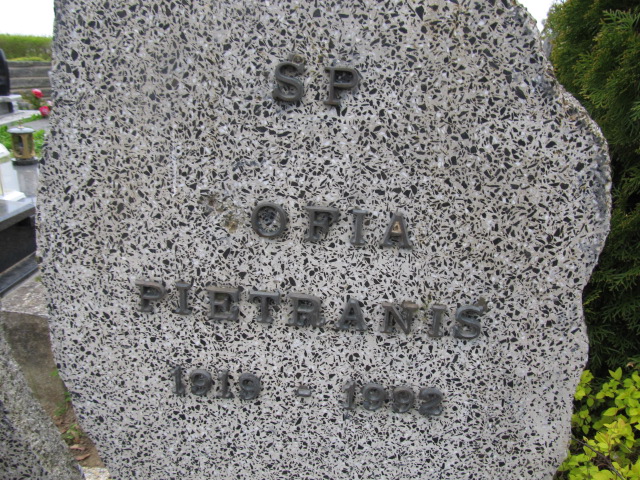 SP
OFIA
PIETRANIS
1919 - 1992